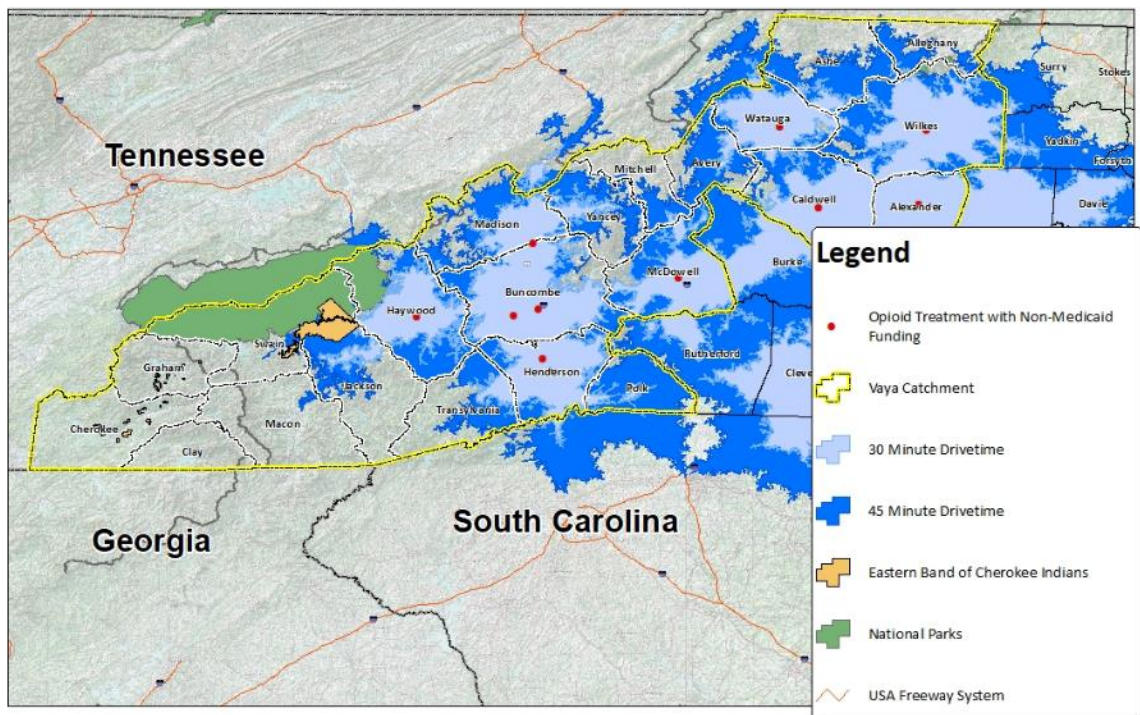 Alleghany
Ashe
Surry
Stokes
Watauga
Wilkes
Yadkin
Forsyth
Tennessee
Avery
Mitchell
Caldwell
Alexander
Davie
Madison
Yancey
Burke
McDowell
Buncombe
Haywood
Swain
Rutherford
Graham
Henderson
Cleve
Jackson
Polk
Transylvania
Macon
Cherokee
Clay
Georgia
South Carolina
Legend
Opioid Treatment with Non-Medicaid
Funding
Vaya Catchment
30 Minute Drivetime
45 Minute Drivetime
Eastern Band of Cherokee Indians
National Parks
USA Freeway System